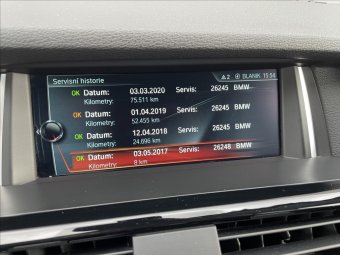 Servisní historie 2 BLANIK 15:54
OK Datum: 03.03.2020 Servis: 26245 BMW
Kilometry: 75.511 km
OK Datum: 01.04.2019 Servis: 26245 BMW
Kilometry: 52.455 km
OK Datum: 12.04.2018 Servis: 26245 BMW
Kilometry: 24.696 km
OK Datum: 03.05.2017 Servis: 26248 BMW
Kilometry: 8 km